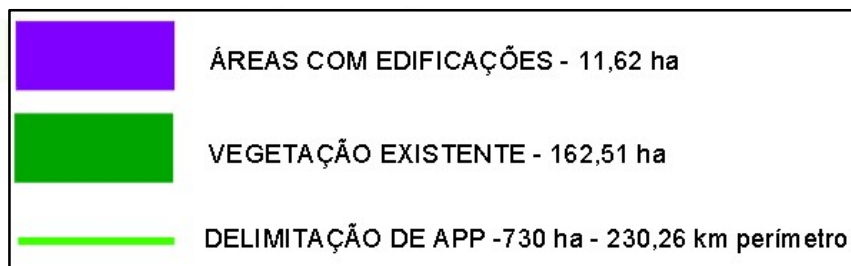 ÁREAS COM EDIFICAÇÕES - 11,62 ha
VEGETAÇÃO EXISTENTE - 162,51 ha
DELIMITAÇÃO DE APP -730 ha - 230,26 km perímetro